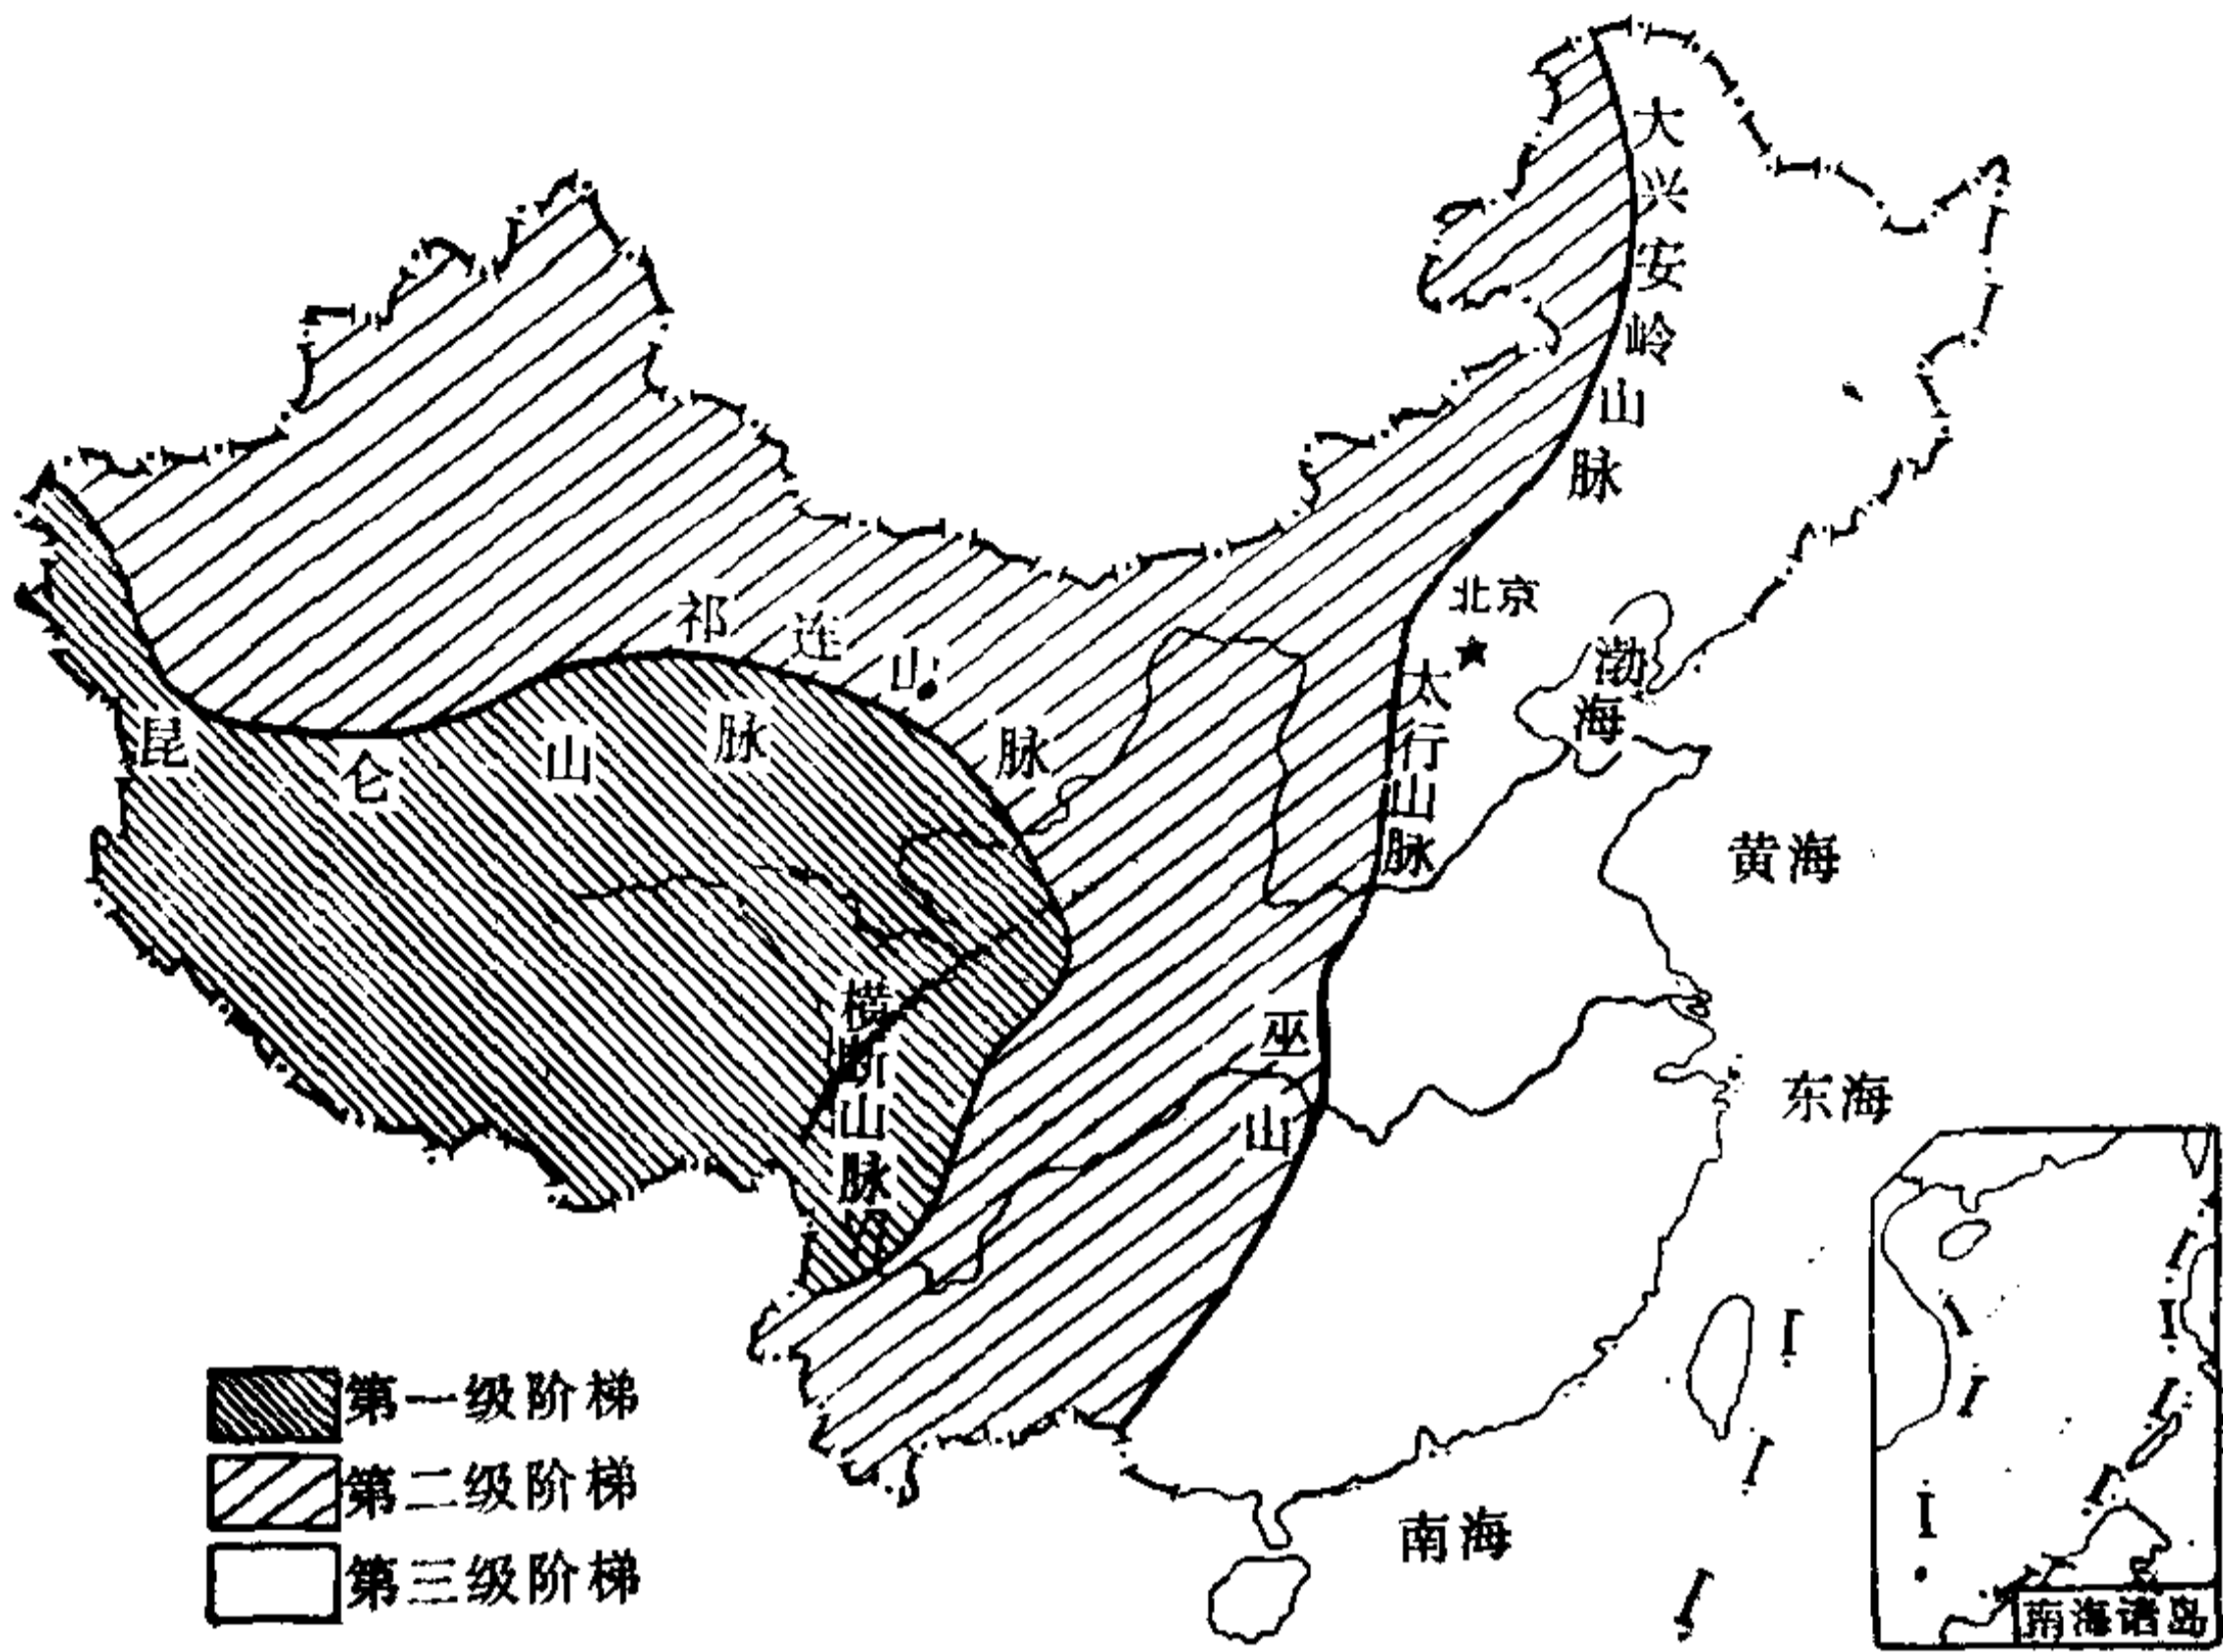 大兴安岭山脉
北京
太行山脉
渤海
祁连山脉
昆仑山脉
黄海
横断山脉
巫山
东海
南海
第一级阶梯
第二级阶梯
第三级阶梯
南海诸岛